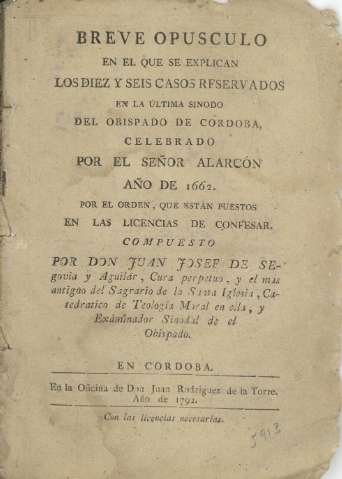 BREVE OPUSCULO
EN EL QUE SE EXPLICAN
LOS DIEZ Y SEIS CASOS RESERVADOS
EN LA ÚLTIMA SINODO
DEL OBISPADO DE CORDOBA,
CELEBRADO
POR EL SEÑOR ALARCÓN
AÑO DE 1662.
POR EL ORDEN, QUE ESTÁN PUESTOS
EN LAS LICENCIAS DE CONFESAR.
COMPUESTO
POR DON JUAN JOSEF DE SE-
govia y Aguilar, Cura perpetuo, y el mas
antiguo del Sagrario de la Santa Iglesia, Ca-
tedratico de Teología Moral en ella, y
Exâminador Sinodal de el
Obispado.
EN CORDOBA.
En la Oficina de Don Juan Rodriguez de la Torre.
Año de 1792.
Con las licencias necesarias.
5913